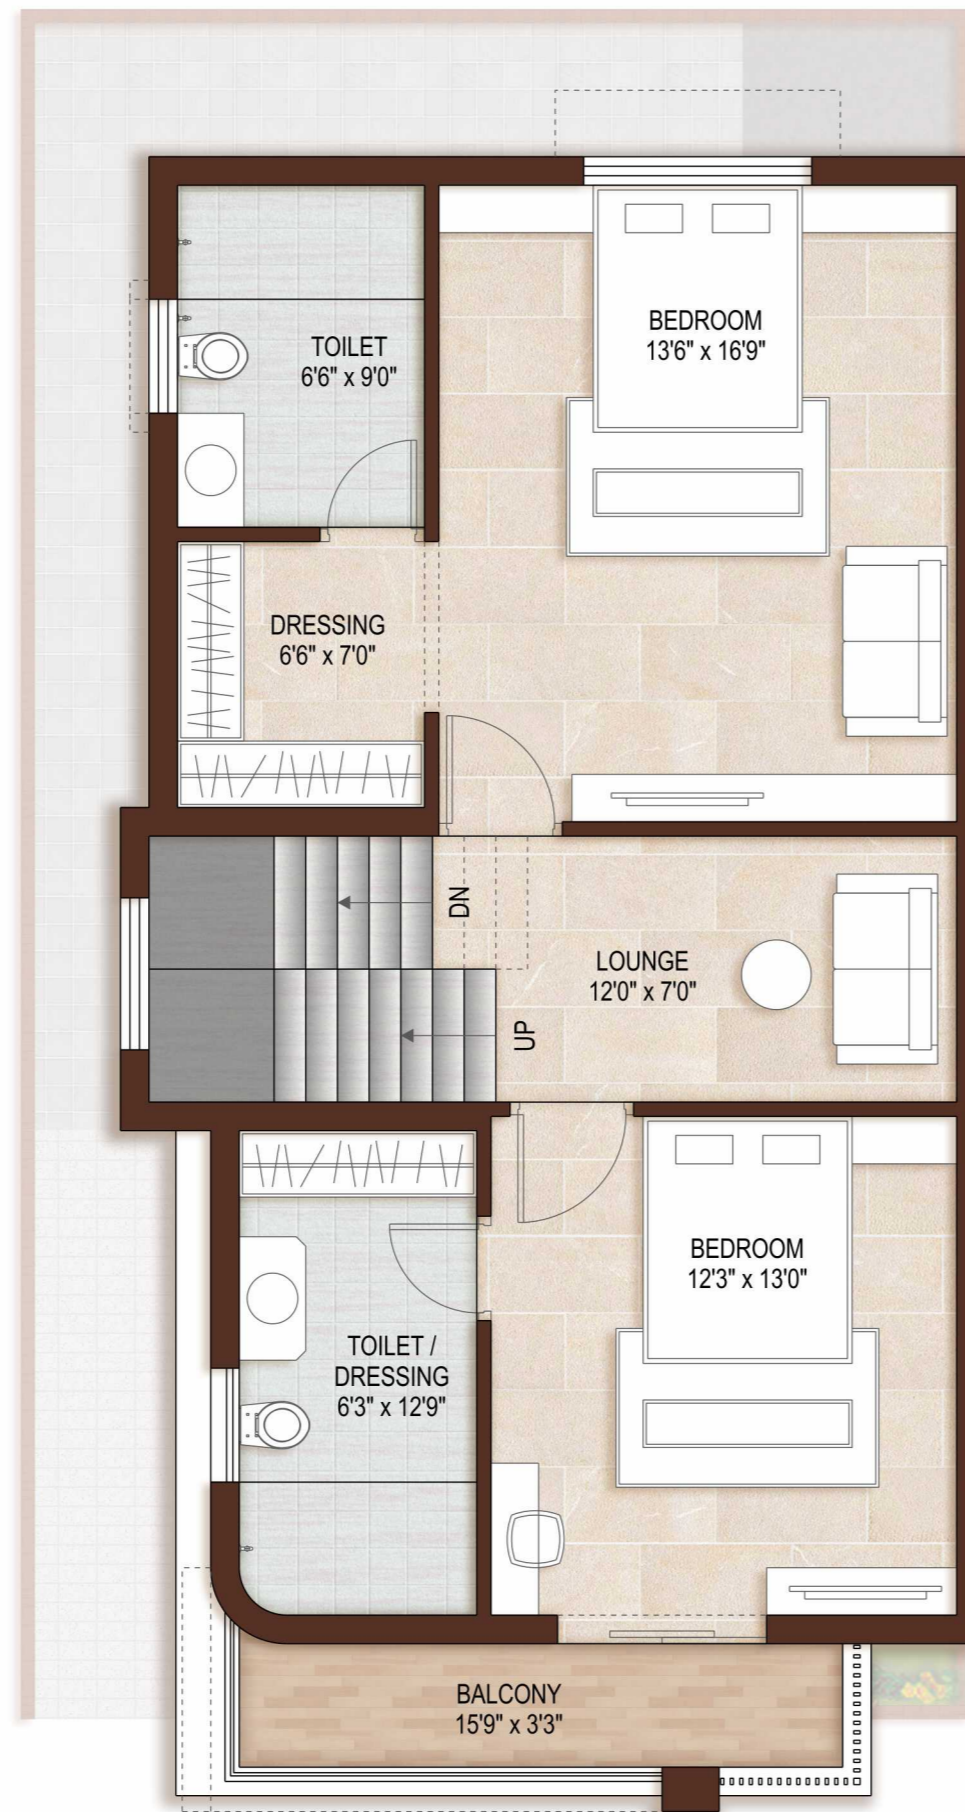 TOILET
6'6" x 9'0"
BEDROOM
13'6" x 16'9"
DRESSING
6'6" x 7'0"
DN
LOUNGE
12'0" x 7'0"
UP
BEDROOM
12'3" x 13'0"
TOILET /
DRESSING
6'3" x 12'9"
BALCONY
15'9" x 3'3"